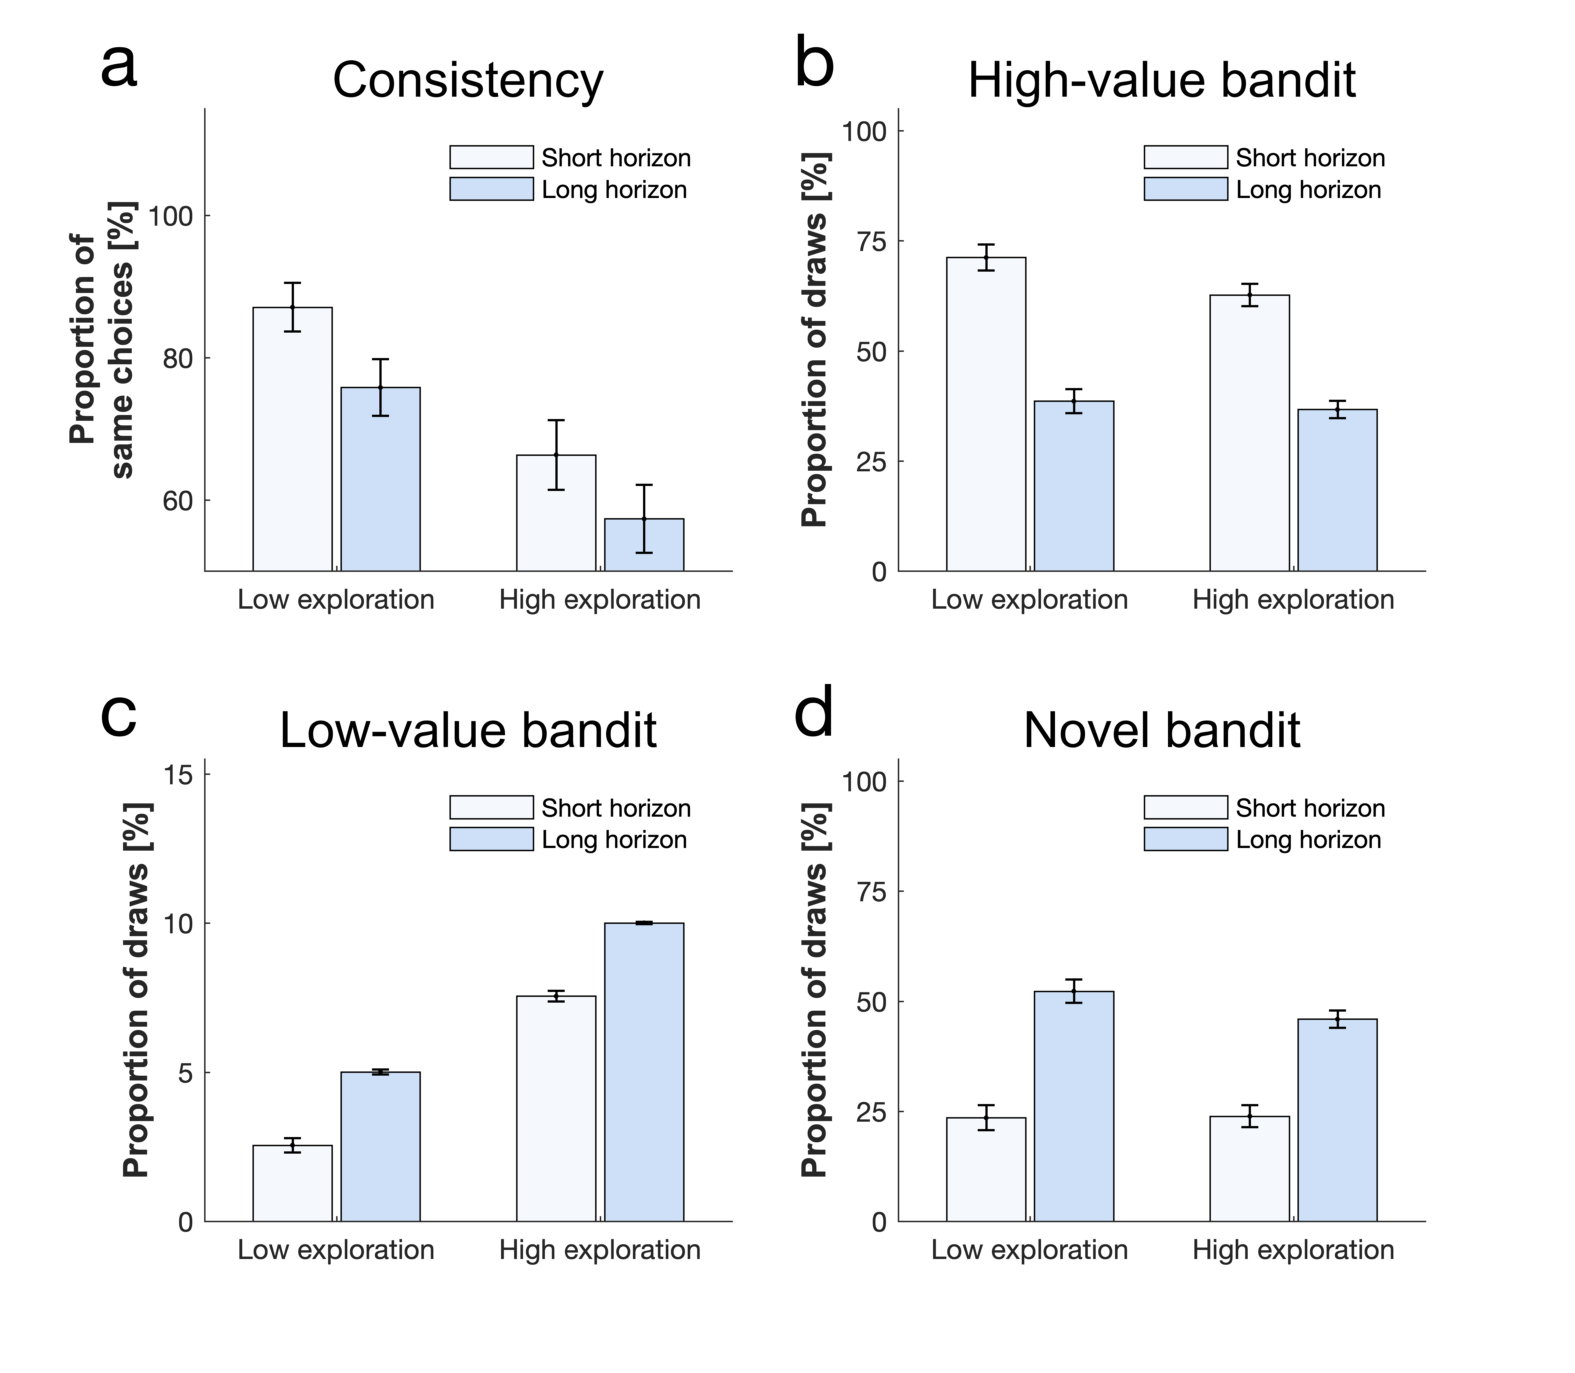 a
Consistency
Proportion of
same choices [%]
100
80
60
Short horizon
Long horizon
Low exploration
High exploration
b
High-value bandit
Proportion of draws [%]
100
75
50
25
0
Short horizon
Long horizon
Low exploration
High exploration
c
Low-value bandit
Proportion of draws [%]
15
10
5
0
Short horizon
Long horizon
Low exploration
High exploration
d
Novel bandit
Proportion of draws [%]
100
75
50
25
0
Short horizon
Long horizon
Low exploration
High exploration